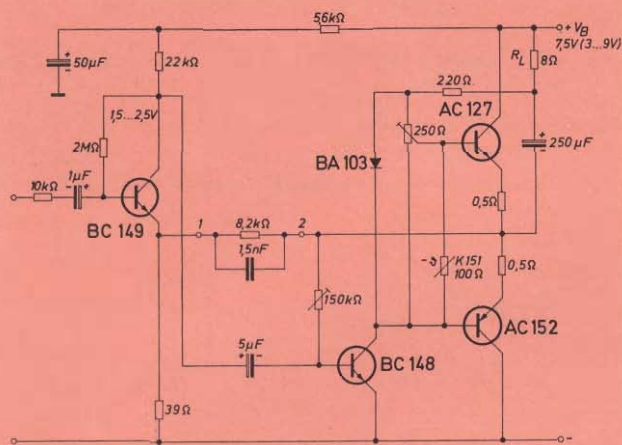 56kΩ
+ V_B
7,5V (3...9V)
50µF
22kΩ
R_L
8Ω
220Ω
AC 127
1,5...2,5V
250Ω
250µF
2MΩ
BA 103
1µF
10kΩ
0,5Ω
BC 149
1
8,2kΩ
2
1,5nF
K151
100Ω
0,5Ω
150kΩ
AC 152
5µF
BC 148
39Ω